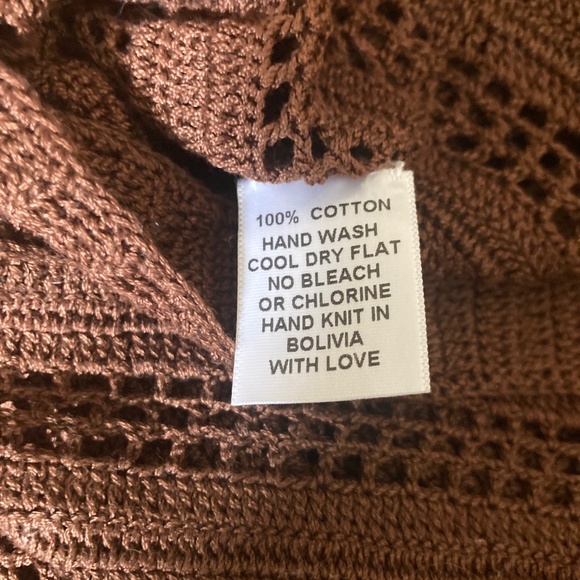 100% COTTON
HAND WASH
COOL DRY FLAT
NO BLEACH
OR CHLORINE
HAND KNIT IN
BOLIVIA
WITH LOVE